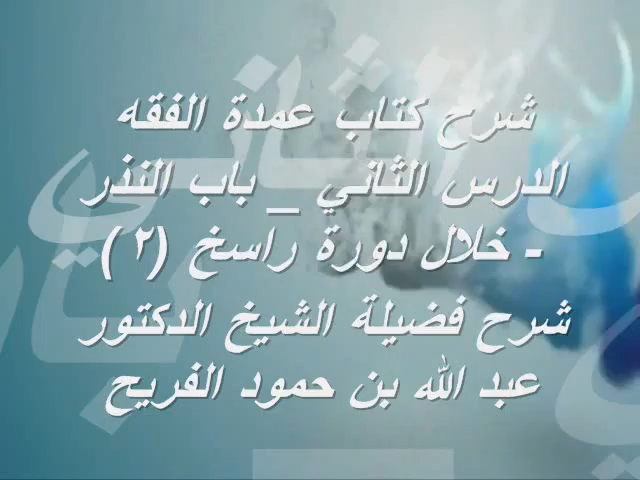 شرح كتاب عمدة الفقه
الدرس الثاني _ باب النذر
- خلال دورة راسخ (٢)
شرح فضيلة الشيخ الدكتور
عبد الله بن حمود الفريح